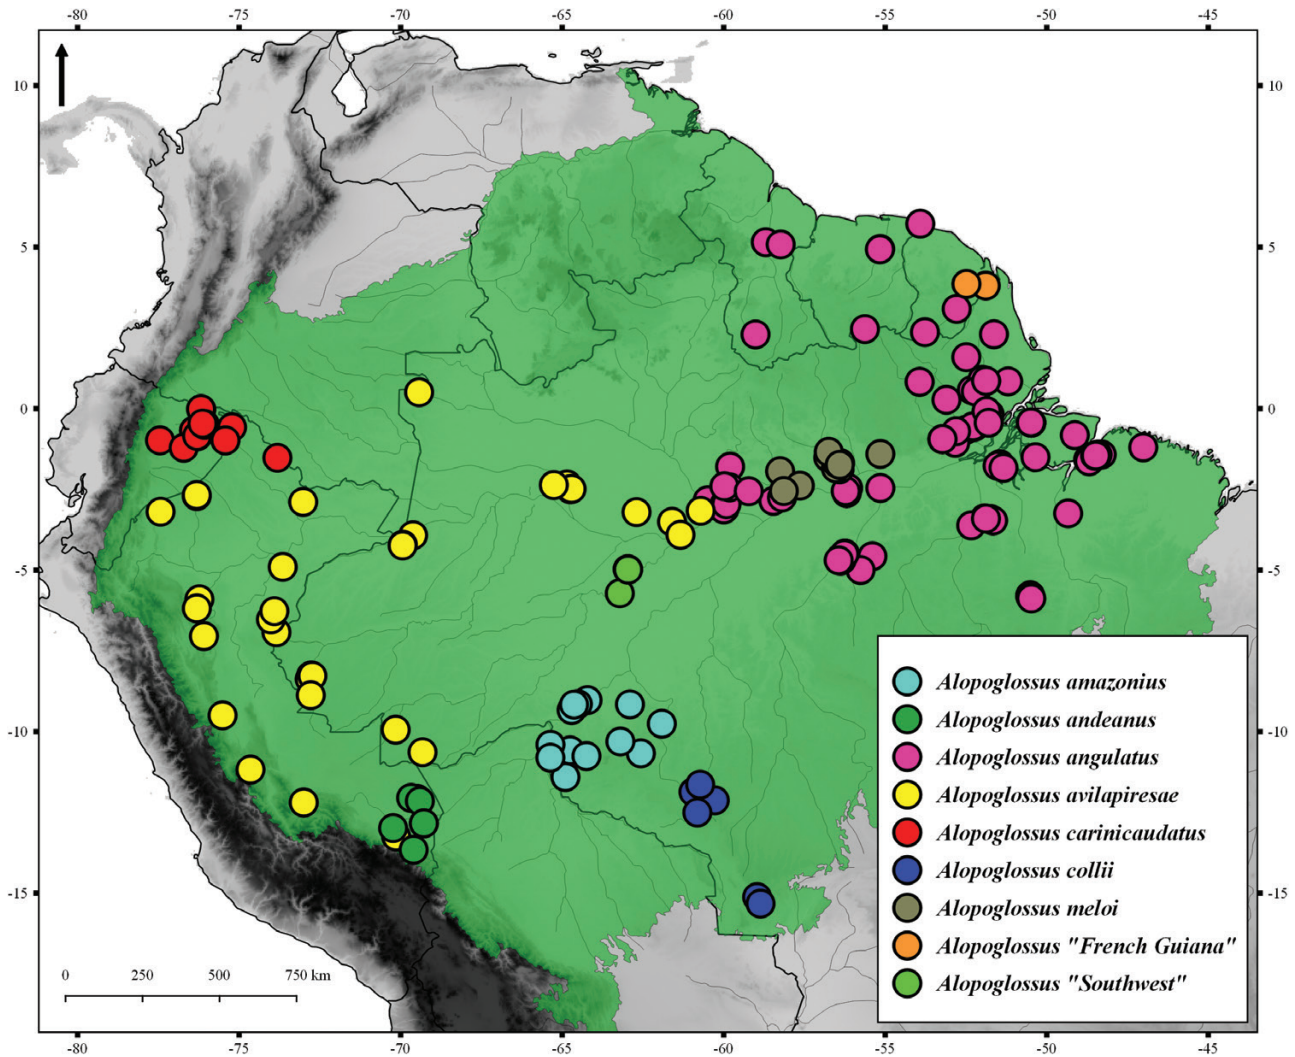 -80 -75 -70 -65 -60 -55 -50 -45
10 10
5 5
0 0
-5 -5
-10 -10
-15 -15
Alopoglossus amazonius
Alopoglossus andeanus
Alopoglossus angulatus
Alopoglossus avilapiresae
Alopoglossus carinicaudatus
Alopoglossus collii
Alopoglossus meloi
Alopoglossus "French Guiana"
Alopoglossus "Southwest"
0 250 500 750 km
-80 -75 -70 -65 -60 -55 -50 -45